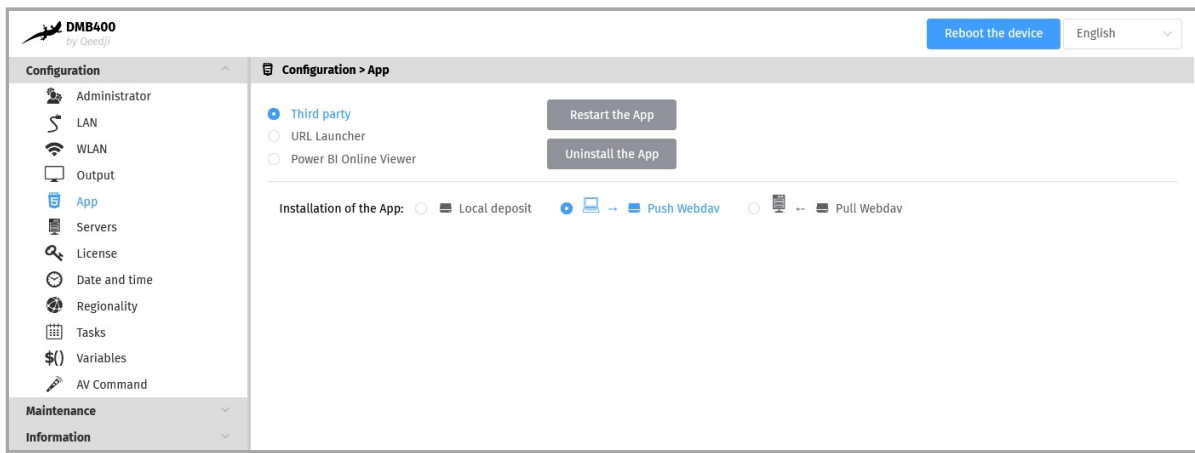 DMB400
by Qeedji
Reboot the device
English
Configuration
Administrator
LAN
WLAN
Output
App
Servers
License
Date and time
Regionality
Tasks
$() Variables
AV Command
Maintenance
Information
Configuration > App
Third party
URL Launcher
Power BI Online Viewer
Restart the App
Uninstall the App
Installation of the App: Local deposit → Push Webdav ← Pull Webdav